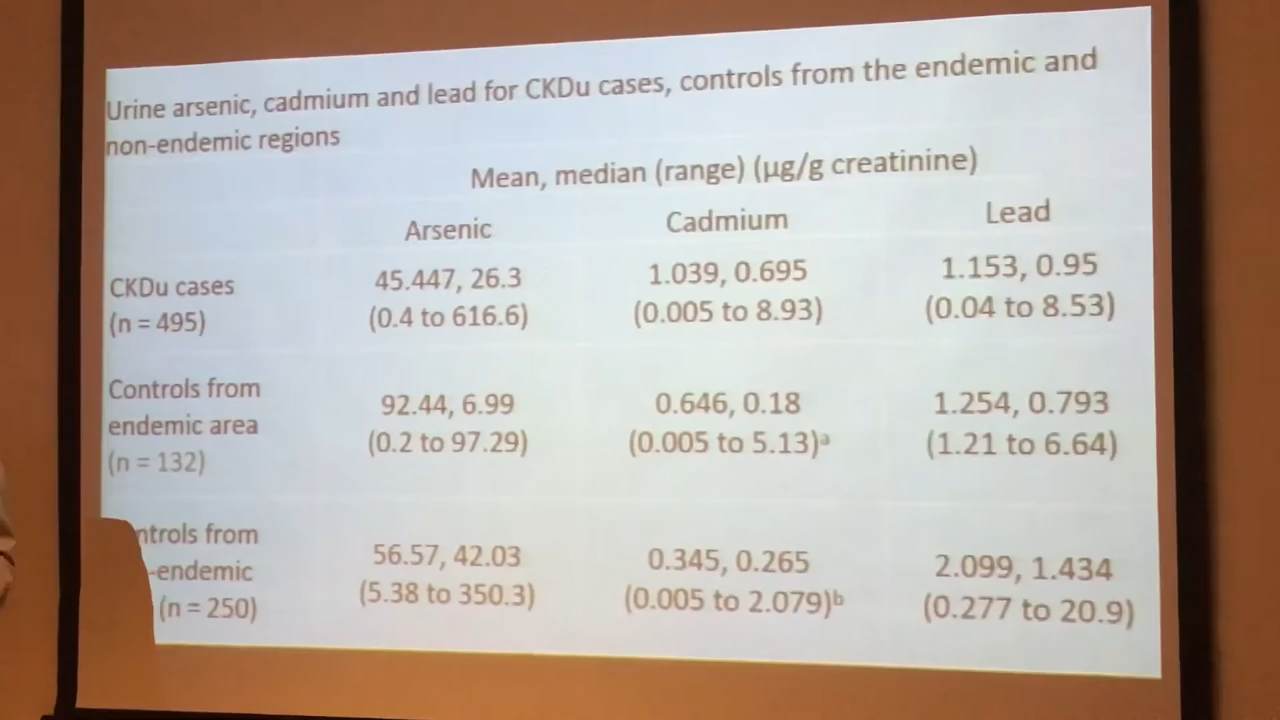 Urine arsenic, cadmium and lead for CKDu cases, controls from the endemic and
non-endemic regions
Mean, median (range) (µg/g creatinine)
Arsenic Cadmium Lead
CKDu cases 45.447, 26.3 1.039, 0.695 1.153, 0.95
(n = 495) (0.4 to 616.6) (0.005 to 8.93) (0.04 to 8.53)
Controls from 92.44, 6.99 0.646, 0.18 1.254, 0.793
endemic area (0.2 to 97.29) (0.005 to 5.13)ᵃ (1.21 to 6.64)
(n = 132)
ntrols from 56.57, 42.03 0.345, 0.265 2.099, 1.434
-endemic (5.38 to 350.3) (0.005 to 2.079)ᵇ (0.277 to 20.9)
(n = 250)